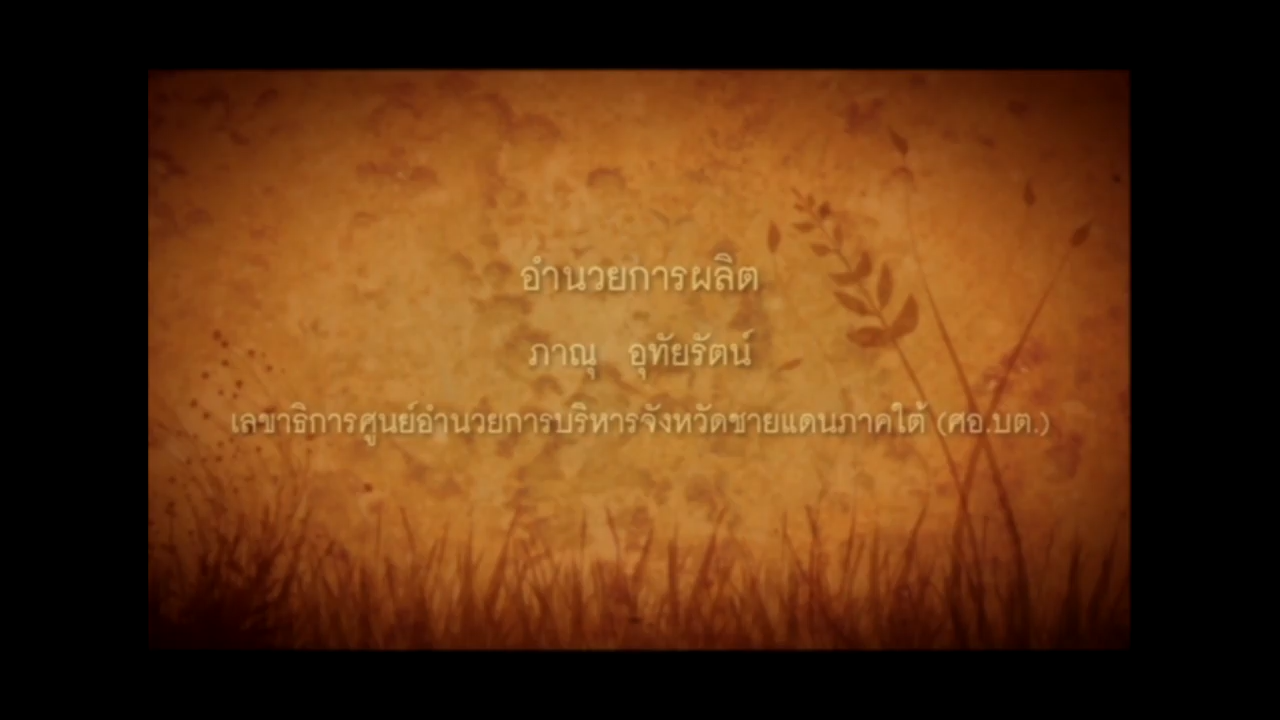 อำนวยการผลิต
ภาณุ อุทัยรัตน์
เลขาธิการศูนย์อำนวยการบริหารจังหวัดชายแดนภาคใต้ (ศอ.บต.)